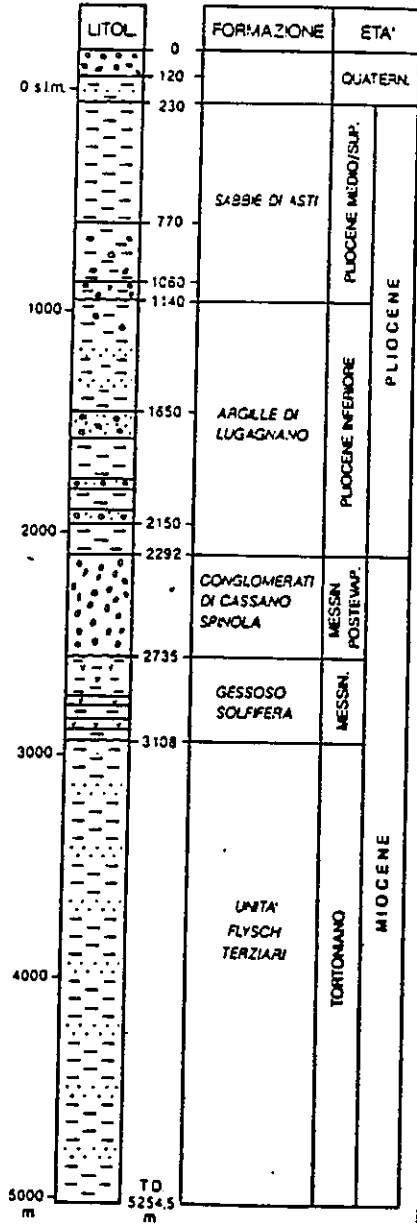 LITOL.
FORMAZIONE
ETA'
0
120
QUATERN.
0 s.l.m.
230
SABBIE DI ASTI
PLIOCENE MEDIO/SUP.
770
1060
1140
1000
PLIOCENE
1650
ARGILLE DI
LUGAGNANO
PLIOCENE INFERIORE
2150
2000
2292
CONGLOMERATI
DI CASSANO
SPINOLA
MESSIN.
POSTEVAP.
2735
GESSOSO
SOLFIFERA
MESSIN.
3108
3000
MIOCENE
UNITA'
FLYSCH
TERZIARI
TORTONIANO
4000
5000
m
T.D.
5254,5
m